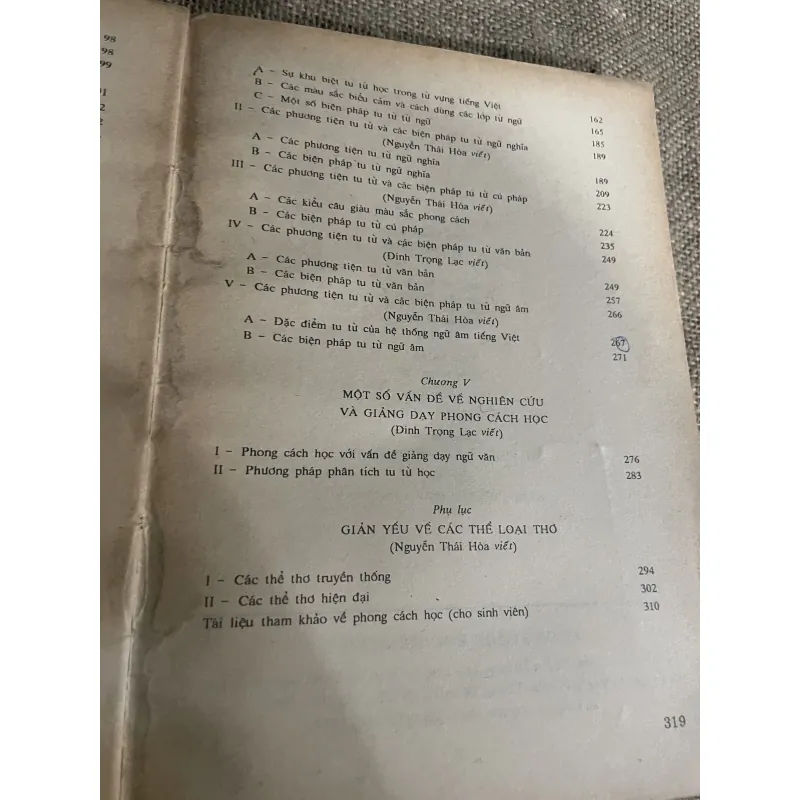 98
98
99
91
2
2
A - Sự khu biệt tu từ học trong từ vựng tiếng Việt 162
B - Các màu sắc biểu cảm và cách dùng các lớp từ ngữ 165
C - Một số biện pháp tu từ từ ngữ 185
II - Các phương tiện tu từ và các biện pháp tu từ ngữ nghĩa 189
(Nguyễn Thái Hòa viết)
A - Các phương tiện tu từ ngữ nghĩa 189
B - Các biện pháp tu từ ngữ nghĩa 209
III - Các phương tiện tu từ và các biện pháp tu từ cú pháp 223
(Nguyễn Thái Hòa viết)
A - Các kiểu câu giàu màu sắc phong cách 224
B - Các biện pháp tu từ cú pháp 235
IV - Các phương tiện tu từ và các biện pháp tu từ văn bản 249
(Đinh Trọng Lạc viết)
A - Các phương tiện tu từ văn bản 249
B - Các biện pháp tu từ văn bản 257
V - Các phương tiện tu từ và các biện pháp tu từ ngữ âm 266
(Nguyễn Thái Hòa viết)
A - Đặc điểm tu từ của hệ thống ngữ âm tiếng Việt 267
B - Các biện pháp tu từ ngữ âm 271
Chương V
MỘT SỐ VẤN ĐỀ VỀ NGHIÊN CỨU
VÀ GIẢNG DẠY PHONG CÁCH HỌC
(Đinh Trọng Lạc viết)
I - Phong cách học với vấn đề giảng dạy ngữ văn 276
II - Phương pháp phân tích tu từ học 283
Phụ lục
GIẢN YẾU VỀ CÁC THỂ LOẠI THƠ
(Nguyễn Thái Hòa viết)
I - Các thể thơ truyền thống 294
II - Các thể thơ hiện đại 302
Tài liệu tham khảo về phong cách học (cho sinh viên) 310
319